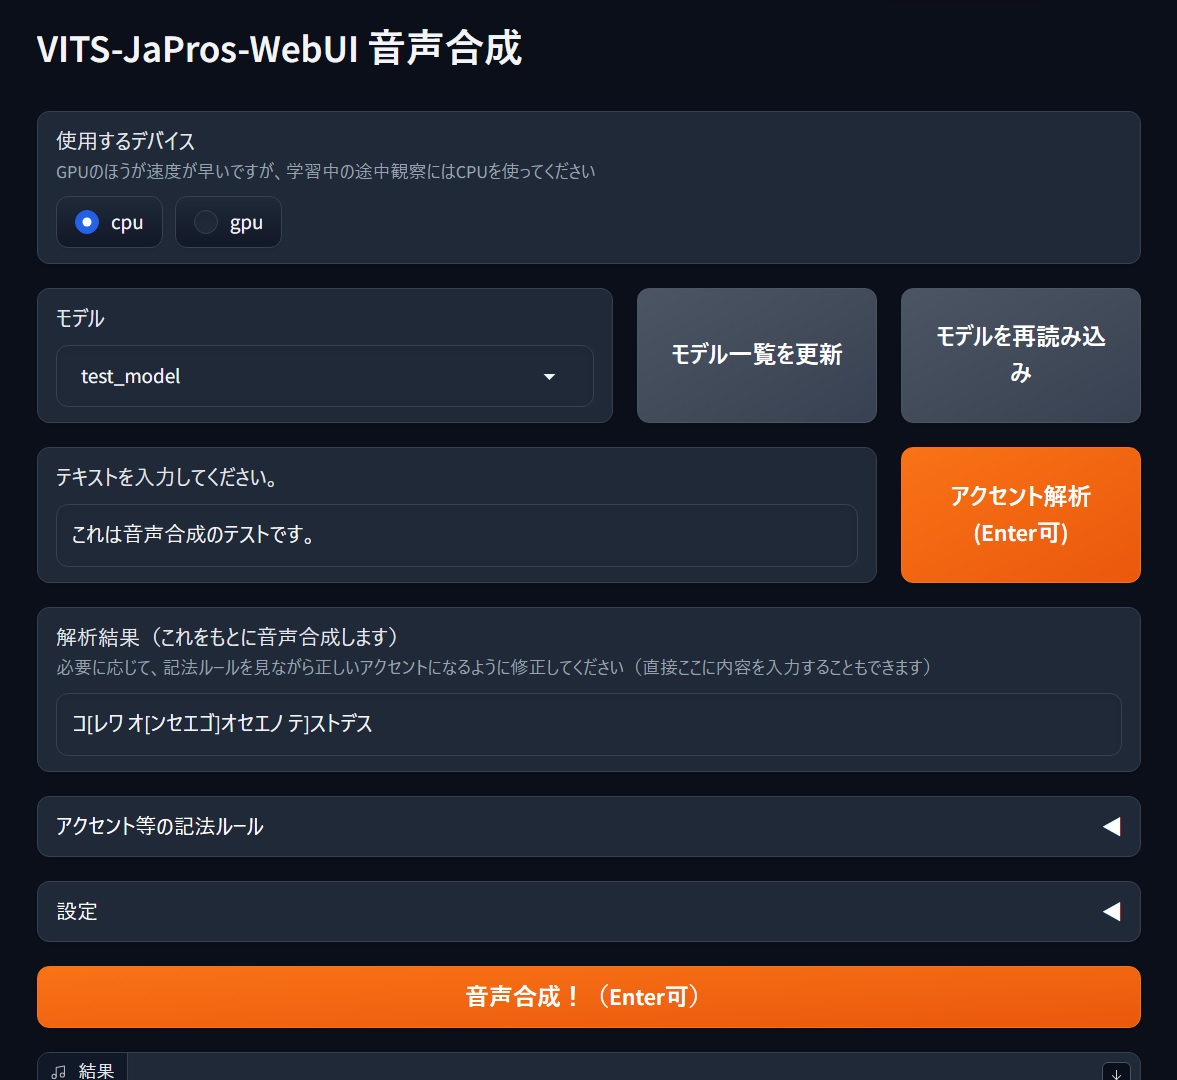 VITS-JaPros-WebUI 音声合成
使用するデバイス
GPUのほうが速度が早いですが、学習中の途中観察にはCPUを使ってください
cpu
gpu
モデル
test_model
モデル一覧を更新
モデルを再読み込
み
テキストを入力してください。
これは音声合成のテストです。
アクセント解析
(Enter可)
解析結果（これをもとに音声合成します）
必要に応じて、記法ルールを見ながら正しいアクセントになるように修正してください（直接ここに内容を入力することもできます）
コ[レワ オ[ンセエゴ]オセエノ テ]ストデス
アクセント等の記法ルール
設定
音声合成！（Enter可）
結果